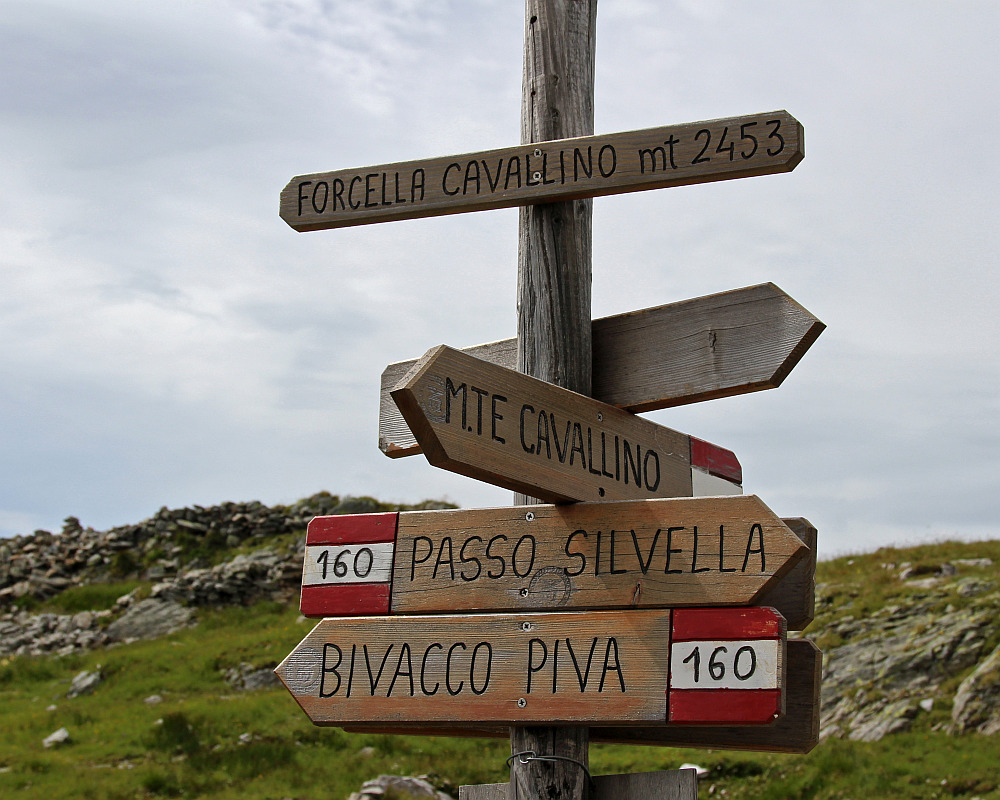 FORCELLA CAVALLINO mt 2453
M.TE CAVALLINO
160 PASSO SILVELLA
BIVACCO PIVA 160